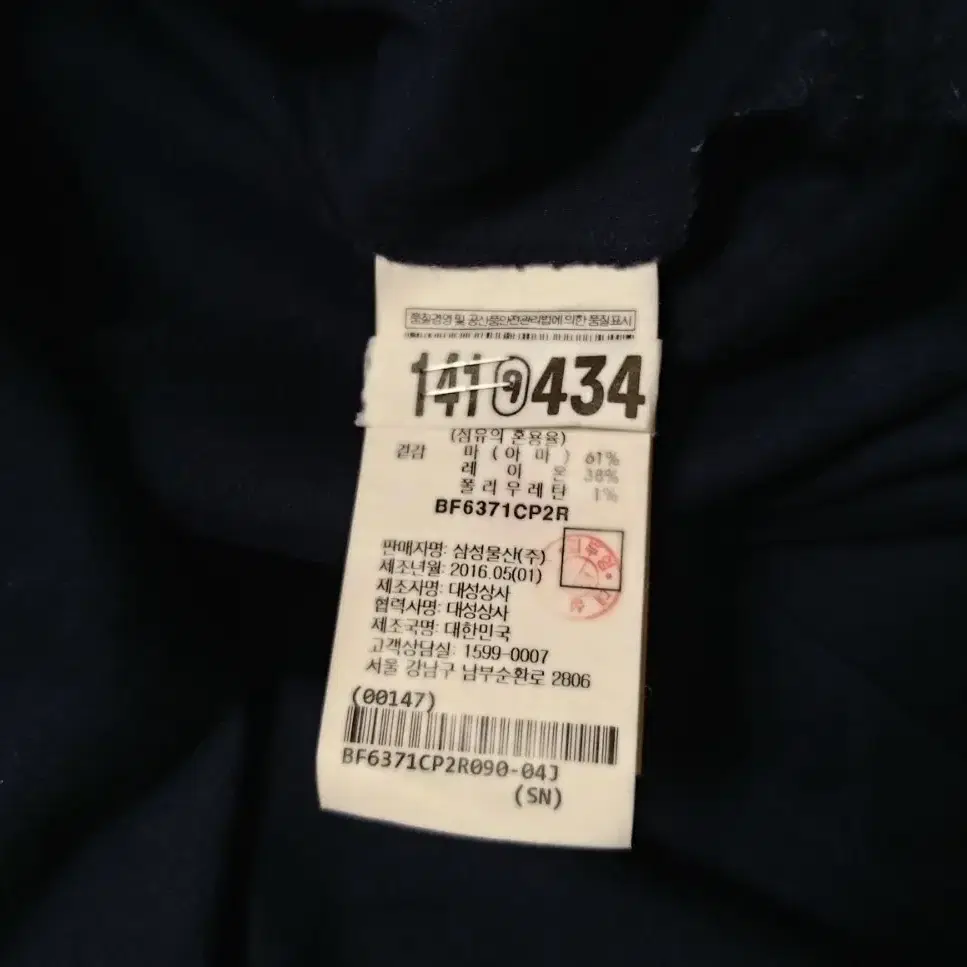 품질경영 및 공산품안전관리법에 의한 품질표시
141 9 434
(섬유의 혼용율)
겉감 마 ( 아 마 ) 61%
레 이 온 38%
폴 리 우 레 탄 1%
BF6371CP2R
판매자명: 삼성물산(주)
제조년월: 2016.05(01)
제조자명: 대성상사
협력사명: 대성상사
제조국명: 대한민국
고객상담실: 1599-0007
서울 강남구 남부순환로 2806
(00147)
BF6371CP2R090-04J
(SN)